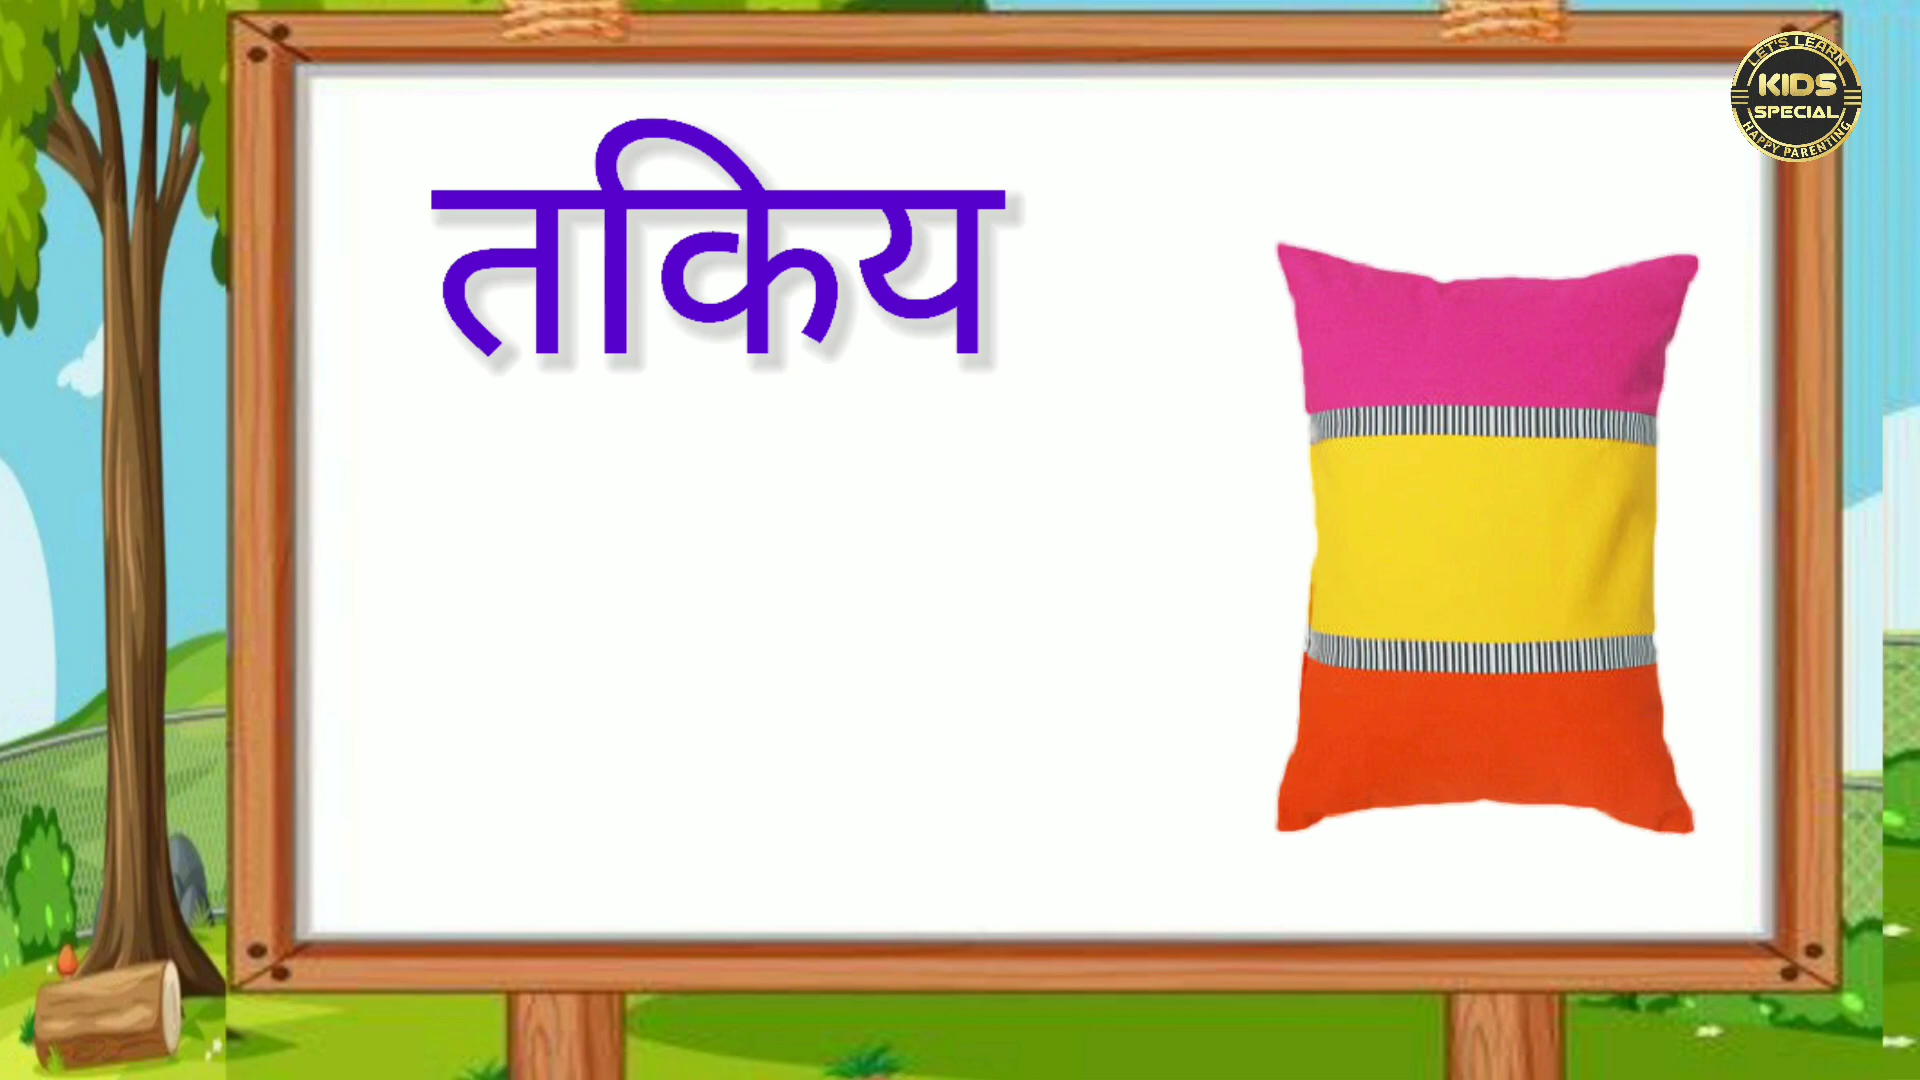 तकिय
LET'S LEARN
KIDS
SPECIAL
HAPPY PARENTING